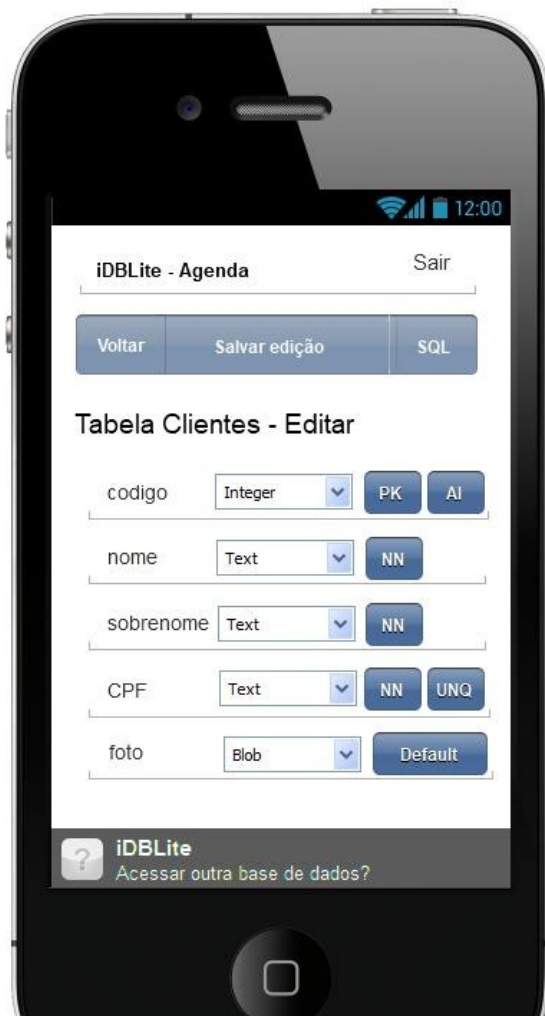 12:00
iDBLite - Agenda Sair
Voltar Salvar edição SQL
Tabela Clientes - Editar
codigo Integer PK AI
nome Text NN
sobrenome Text NN
CPF Text NN UNQ
foto Blob Default
? iDBLite
Acessar outra base de dados?